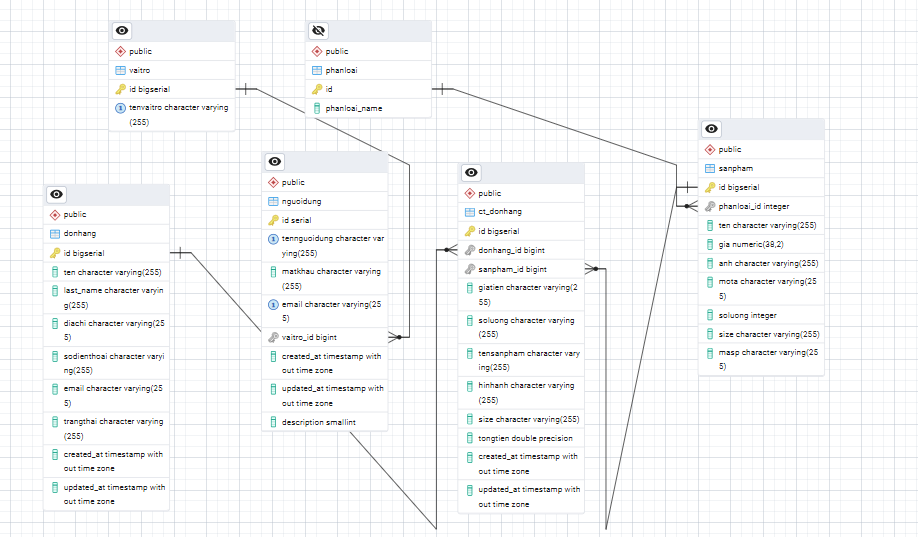 public
vaitro
id bigserial
tenvaitro character varying
(255)
public
phanloai
id
phanloai_name
public
sanpham
id bigserial
phanloai_id integer
ten character varying(255)
gia numeric(38,2)
anh character varying(255)
mota character varying(25
5)
soluong integer
size character varying(255)
masp character varying(25
5)
public
donhang
id bigserial
ten character varying(255)
last_name character varyin
g(255)
diachi character varying(25
5)
sodienthoai character varyi
ng(255)
email character varying(25
5)
trangthai character varying
(255)
created_at timestamp with
out time zone
updated_at timestamp with
out time zone
public
nguoidung
id serial
1
tennguoidung character var
ying(255)
matkhau character varying
(255)
1
email character varying(25
5)
vaitro_id bigint
created_at timestamp with
out time zone
updated_at timestamp with
out time zone
description smallint
public
ct_donhang
id bigserial
donhang_id bigint
sanpham_id bigint
giatien character varying(2
55)
soluong character varying
(255)
tensanpham character vary
ing(255)
hinhanh character varying
(255)
size character varying(255)
tongtien double precision
created_at timestamp with
out time zone
updated_at timestamp with
out time zone